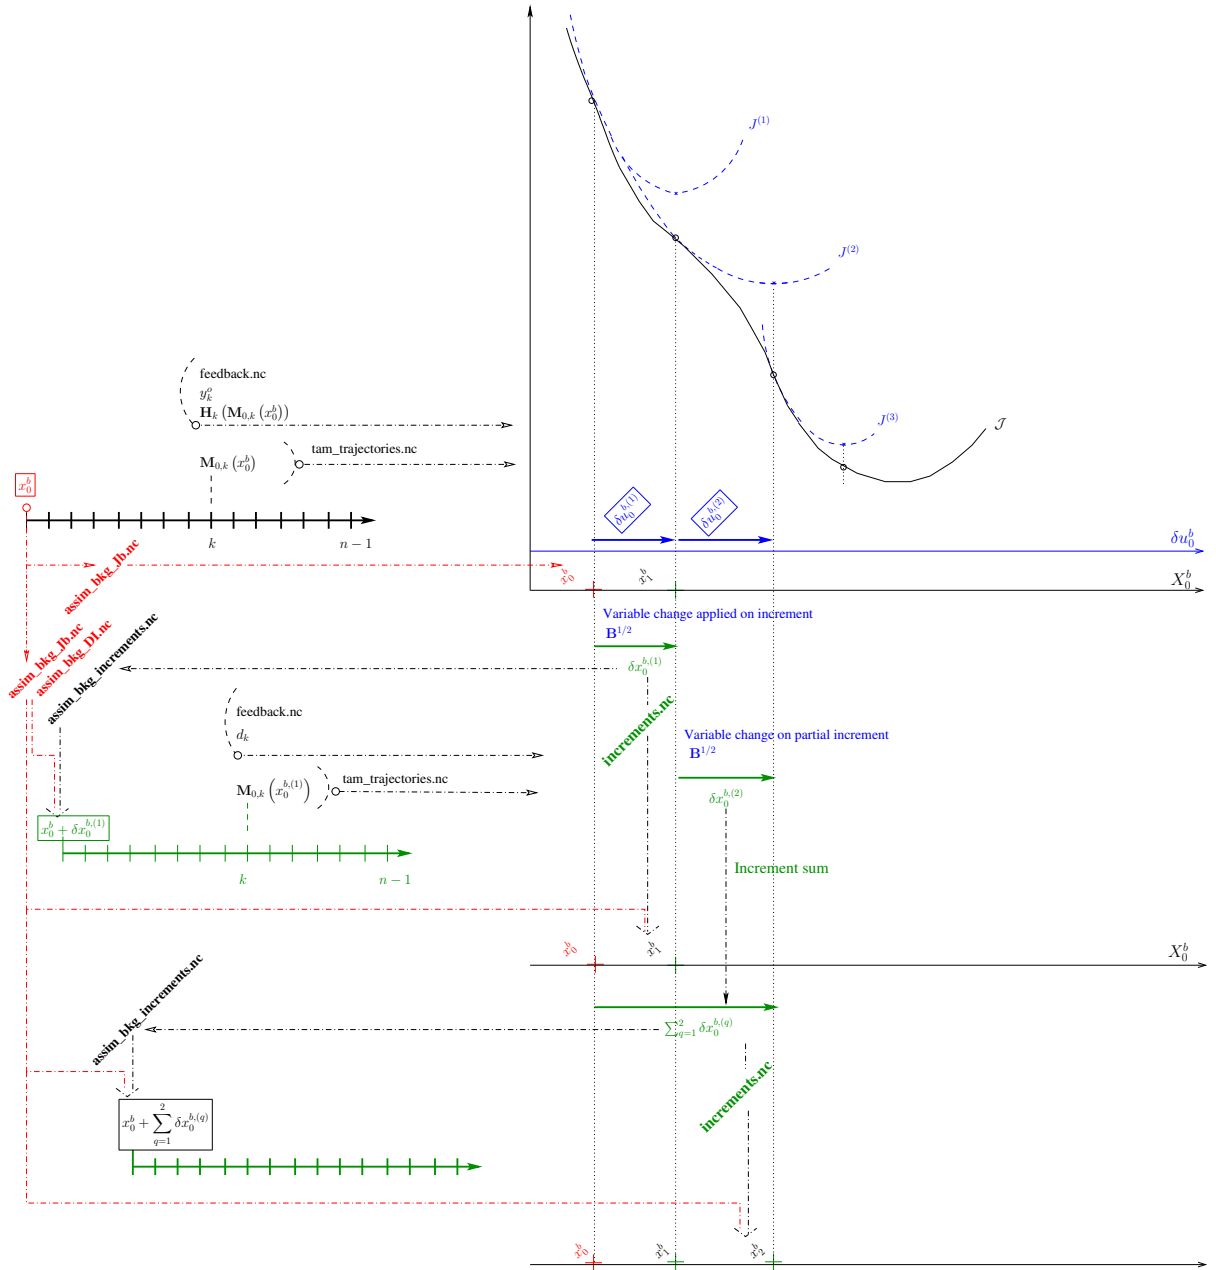 J^{(1)}
J^{(2)}
J^{(3)}
𝒥
feedback.nc
y_k^o
H_k (M_{0,k} (x_0^b))
M_{0,k} (x_0^b)
tam_trajectories.nc
x_0^b
k
n − 1
δu_0^{b,(1)}
δu_0^{b,(2)}
δu_0^b
assim_bkg_Jb.nc
x_0^b
x_1^b
X_0^b
Variable change applied on increment
B^{1/2}
δx_0^{b,(1)}
assim_bkg_Jb.nc
assim_bkg_DI.nc
assim_bkg_increments.nc
increments.nc
feedback.nc
d_k
Variable change on partial increment
B^{1/2}
M_{0,k} (x_0^{b,(1)})
tam_trajectories.nc
δx_0^{b,(2)}
x_0^b + δx_0^{b,(1)}
k
n − 1
Increment sum
x_0^b
x_1^b
X_0^b
assim_bkg_increments.nc
∑_{q=1}^2 δx_0^{b,(q)}
increments.nc
x_0^b + ∑_{q=1}^2 δx_0^{b,(q)}
x_0^b
x_1^b
x_2^b